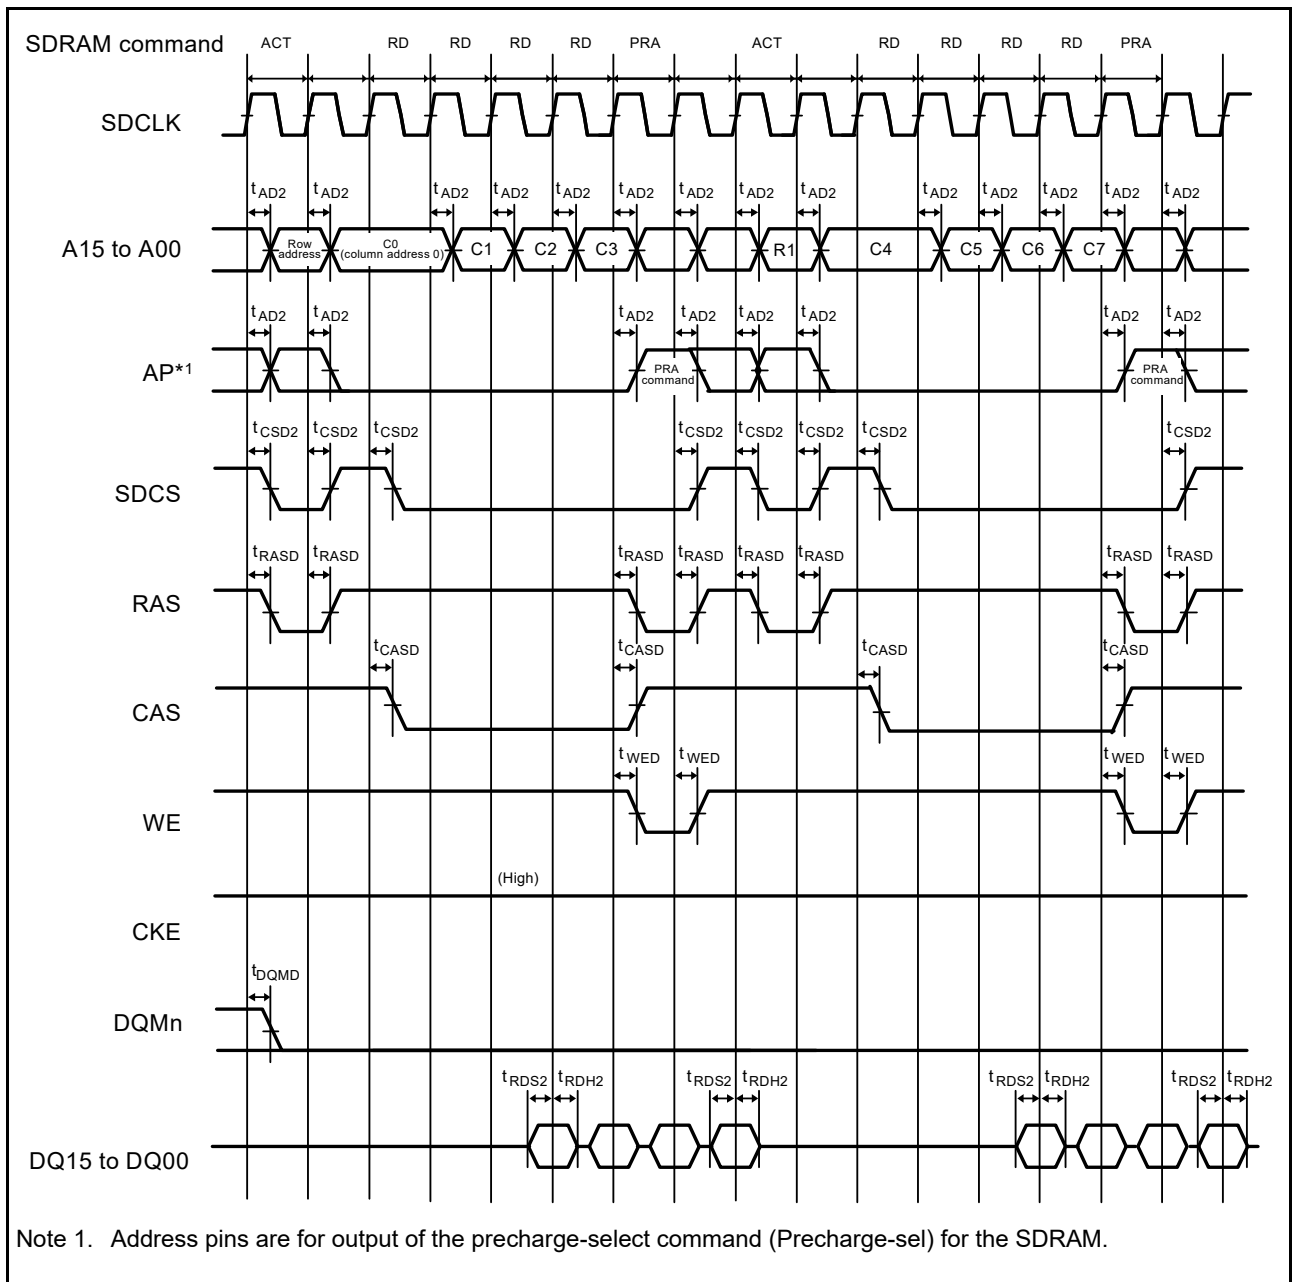 SDRAM command ACT RD RD RD RD PRA ACT RD RD RD RD PRA
SDCLK
tAD2 tAD2 tAD2 tAD2 tAD2 tAD2 tAD2 tAD2 tAD2 tAD2 tAD2 tAD2 tAD2 tAD2
A15 to A00 Row address C0 (column address 0) C1 C2 C3 R1 C4 C5 C6 C7
tAD2 tAD2 tAD2 tAD2 tAD2 tAD2 tAD2 tAD2
AP*1 PRA command PRA command
tCSD2 tCSD2 tCSD2 tCSD2 tCSD2 tCSD2 tCSD2 tCSD2
SDCS
tRASD tRASD tRASD tRASD tRASD tRASD tRASD tRASD
RAS
tCASD tCASD tCASD tCASD
CAS
tWED tWED tWED tWED
WE
(High)
CKE
tDQMD
DQMn
tRDS2 tRDH2 tRDS2 tRDH2 tRDS2 tRDH2 tRDS2 tRDH2
DQ15 to DQ00
Note 1. Address pins are for output of the precharge-select command (Precharge-sel) for the SDRAM.